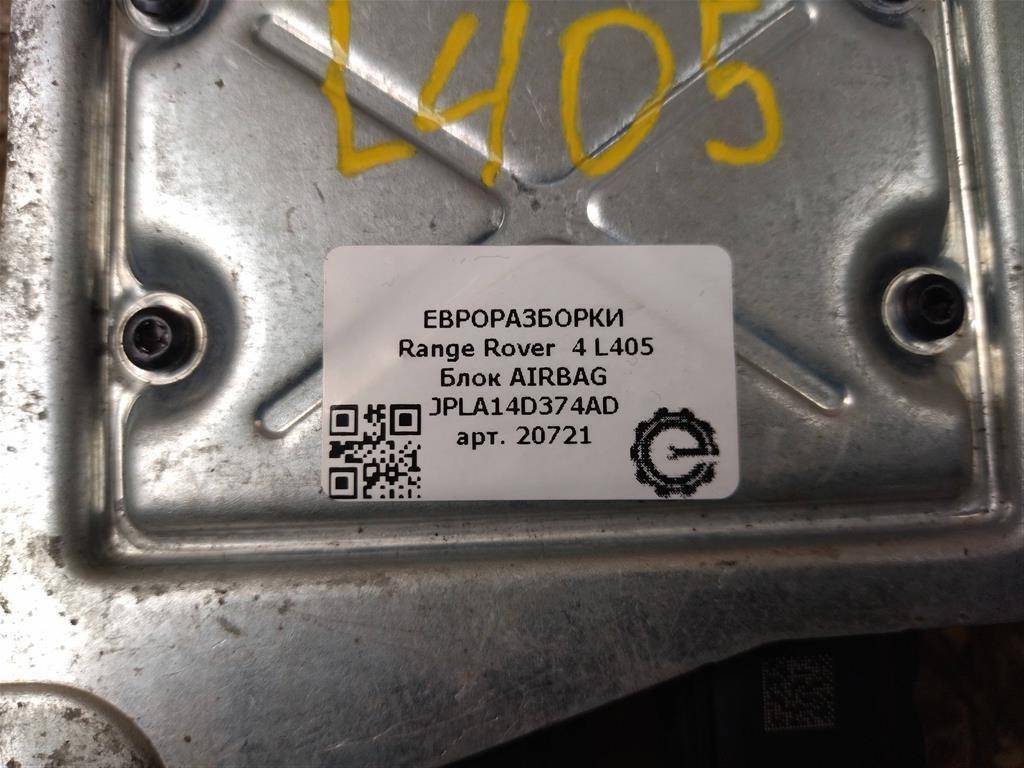 L405
ЕВРОРАЗБОРКИ
Range Rover 4 L405
Блок AIRBAG
JPLA14D374AD
арт. 20721